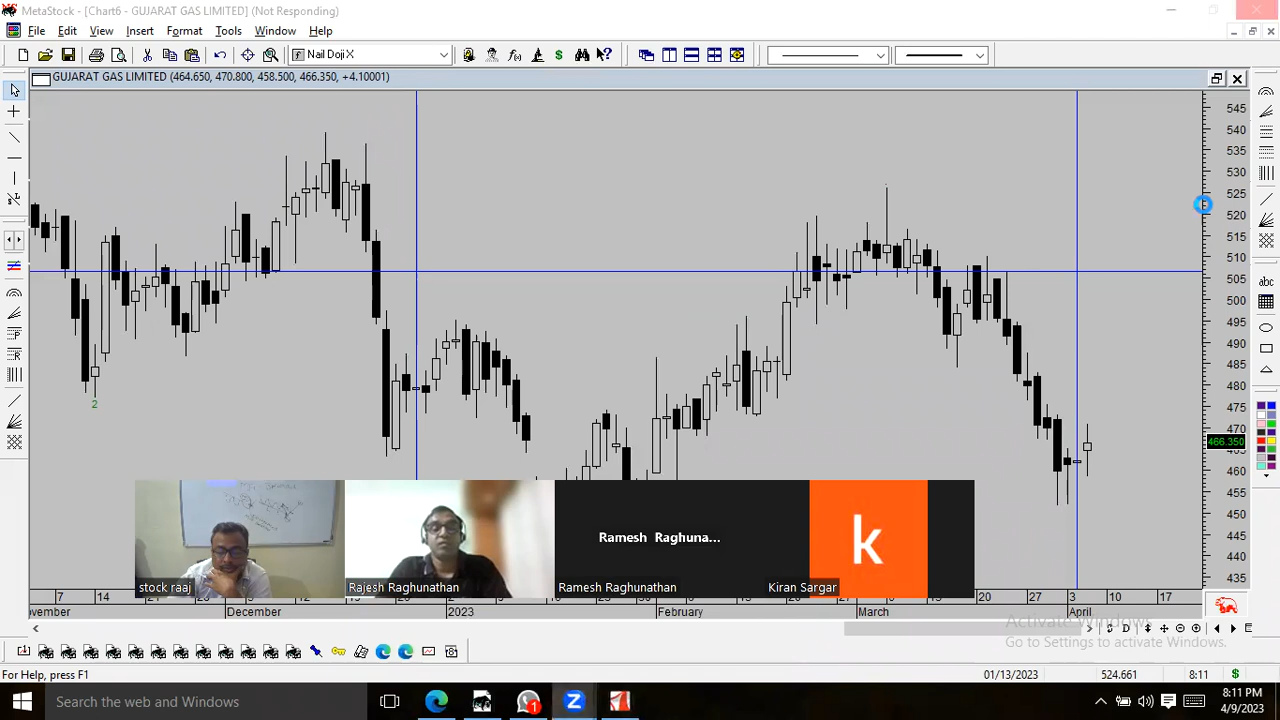 MetaStock - [Chart6 - GUJARAT GAS LIMITED] (Not Responding)
File Edit View Insert Format Tools Window Help
Nail Doji X
GUJARAT GAS LIMITED (464.650, 470.800, 458.500, 466.350, +4.10001)
545
540
535
530
525
520
515
510
505
500
495
490
485
480
475
470
466.350
460
455
450
445
440
435
2
abc
Ramesh Raghuna...
k
stock raaj
Rajesh Raghunathan
Ramesh Raghunathan
Kiran Sargar
7 14 27 3 10 17
20
ovember December 2023 February March April
Activate Windows
Go to Settings to activate Windows.
For Help, press F1
01/13/2023 524.661 8:11
Search the web and Windows
1
8:11 PM
4/9/2023